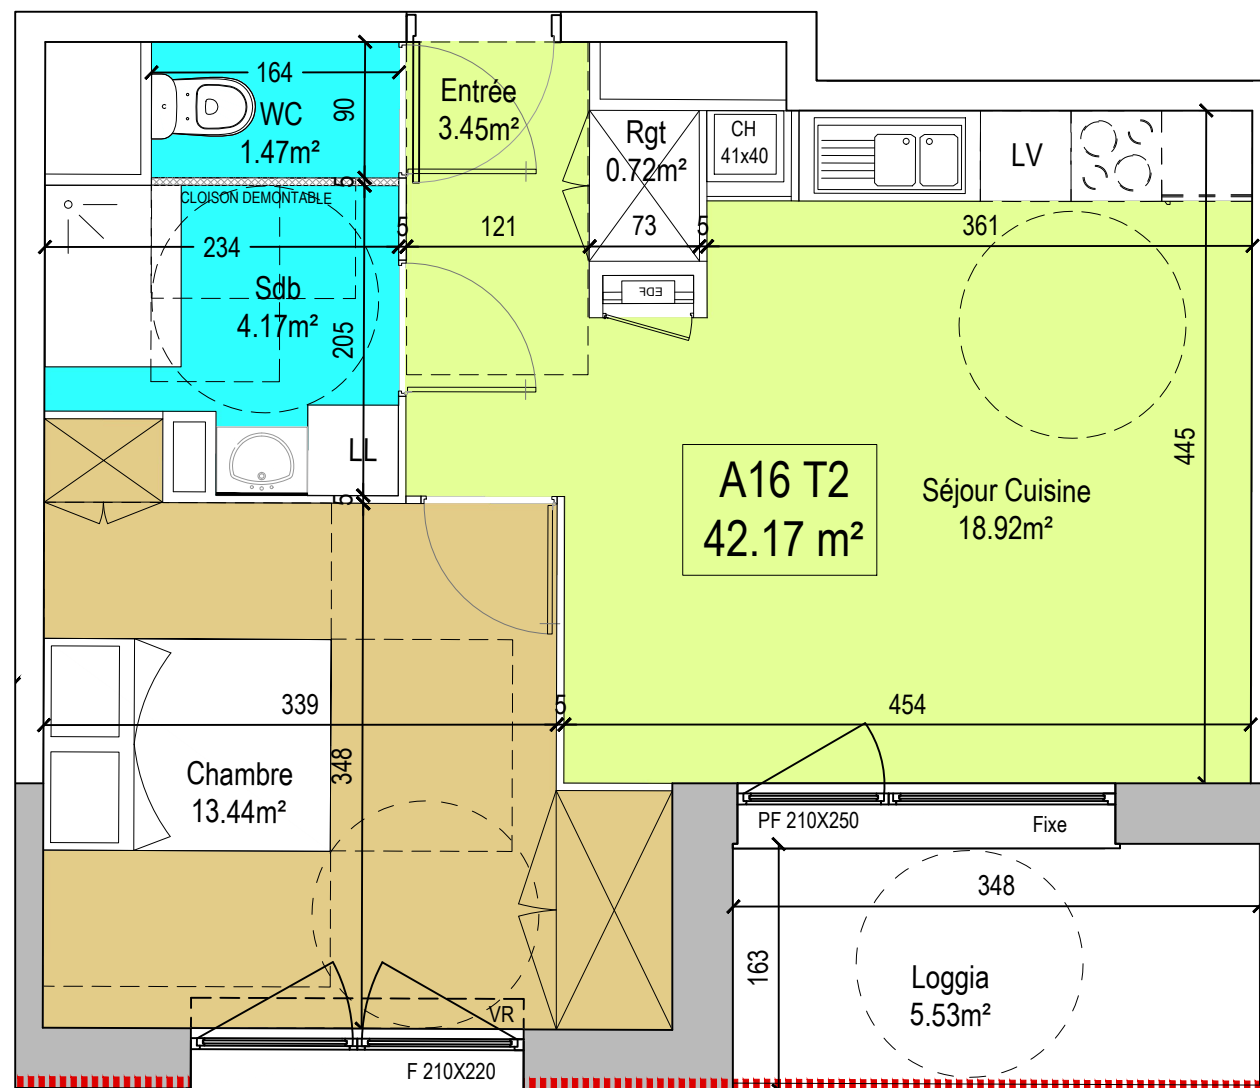 164
WC
1.47m²
90
Entrée
3.45m²
Rgt
0.72m²
CH
41x40
LV
5
CLOISON DEMONTABLE
234
5
121
73
5
361
Sdb
4.17m²
205
EDF
LL
5
A16 T2
42.17 m²
Séjour Cuisine
18.92m²
445
339
5
454
348
Chambre
13.44m²
PF 210X250
Fixe
348
163
Loggia
5.53m²
VR
F 210X220